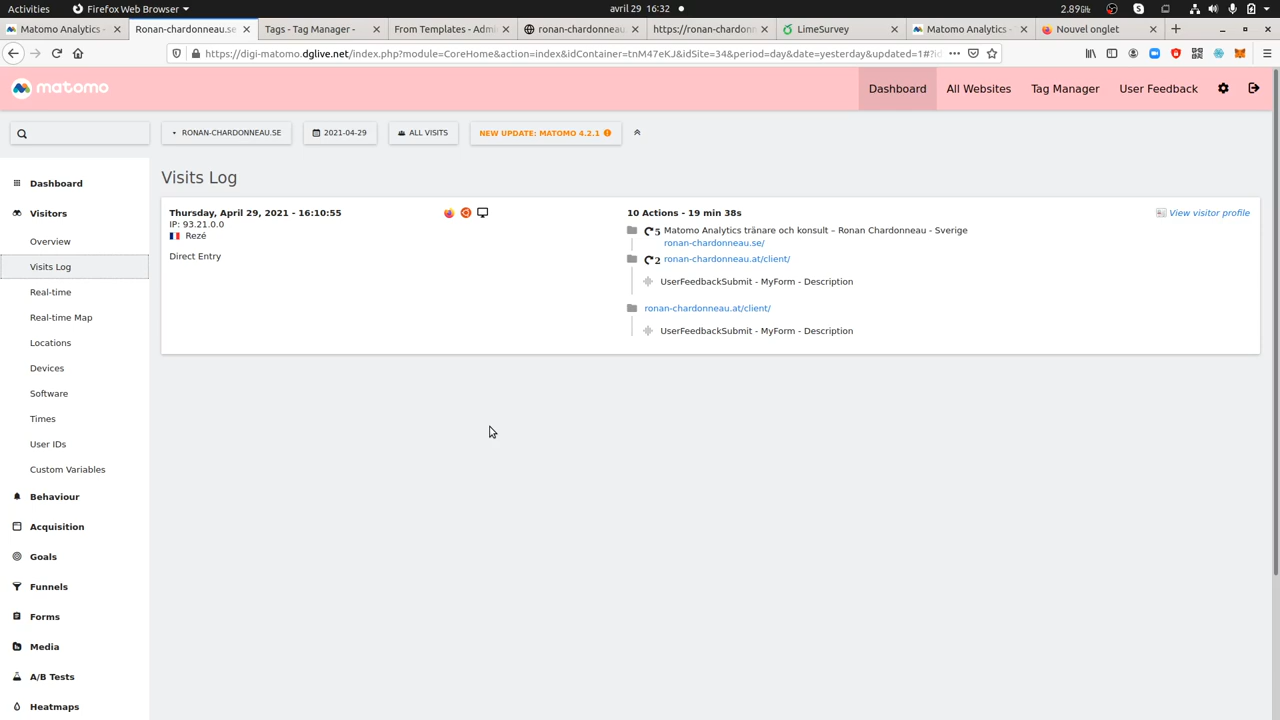 Activities
Firefox Web Browser
avril 29 16:32
2.89GHz
Matomo Analytics -
Ronan-chardonneau.se
Tags - Tag Manager -
From Templates - Admin
ronan-chardonneau.
https://ronan-chardonn
LimeSurvey
Matomo Analytics -
Nouvel onglet
https://digi-matomo.dglive.net/index.php?module=CoreHome&action=index&idContainer=tnM47eKJ&idSite=34&period=day&date=yesterday&updated=1#?id
matomo
Dashboard
All Websites
Tag Manager
User Feedback
RONAN-CHARDONNEAU.SE
2021-04-29
ALL VISITS
NEW UPDATE: MATOMO 4.2.1
Dashboard
Visitors
Overview
Visits Log
Real-time
Real-time Map
Locations
Devices
Software
Times
User IDs
Custom Variables
Behaviour
Acquisition
Goals
Funnels
Forms
Media
A/B Tests
Heatmaps
Visits Log
Thursday, April 29, 2021 - 16:10:55
IP: 93.21.0.0
Rezé
Direct Entry
10 Actions - 19 min 38s
View visitor profile
5 Matomo Analytics tränare och konsult – Ronan Chardonneau - Sverige
ronan-chardonneau.se/
2 ronan-chardonneau.at/client/
UserFeedbackSubmit - MyForm - Description
ronan-chardonneau.at/client/
UserFeedbackSubmit - MyForm - Description